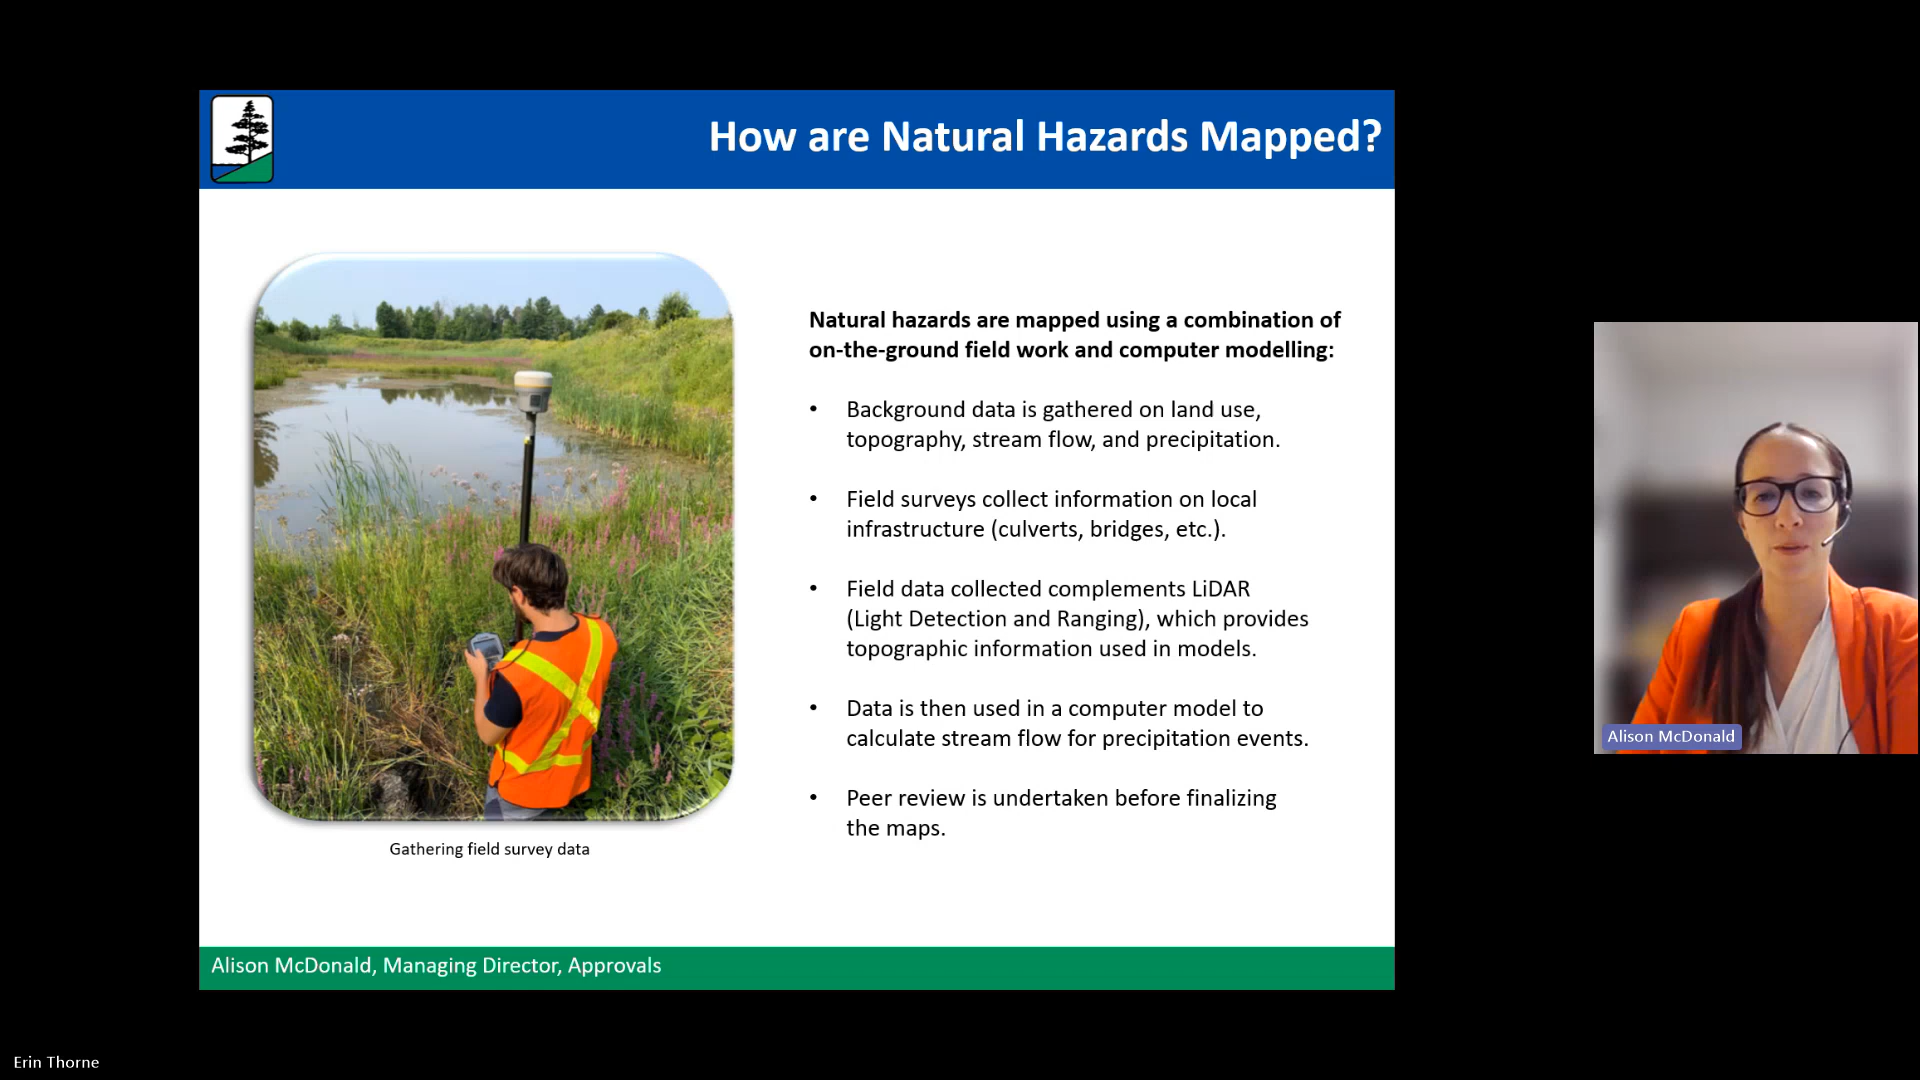 How are Natural Hazards Mapped?
Natural hazards are mapped using a combination of
on-the-ground field work and computer modelling:
• Background data is gathered on land use,
topography, stream flow, and precipitation.
• Field surveys collect information on local
infrastructure (culverts, bridges, etc.).
• Field data collected complements LiDAR
(Light Detection and Ranging), which provides
topographic information used in models.
• Data is then used in a computer model to
calculate stream flow for precipitation events.
• Peer review is undertaken before finalizing
the maps.
Gathering field survey data
Alison McDonald, Managing Director, Approvals
Alison McDonald
Erin Thorne